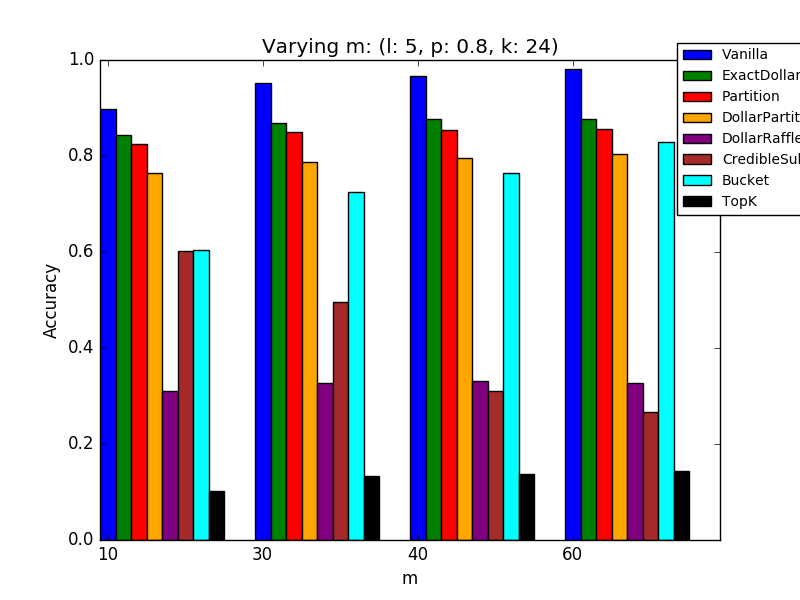 Varying m: (l: 5, p: 0.8, k: 24)
1.0
0.8
0.6
0.4
0.2
0.0
Accuracy
10
30
40
60
m
Vanilla
ExactDollar
Partition
DollarPartit
DollarRaffle
CredibleSu
Bucket
TopK